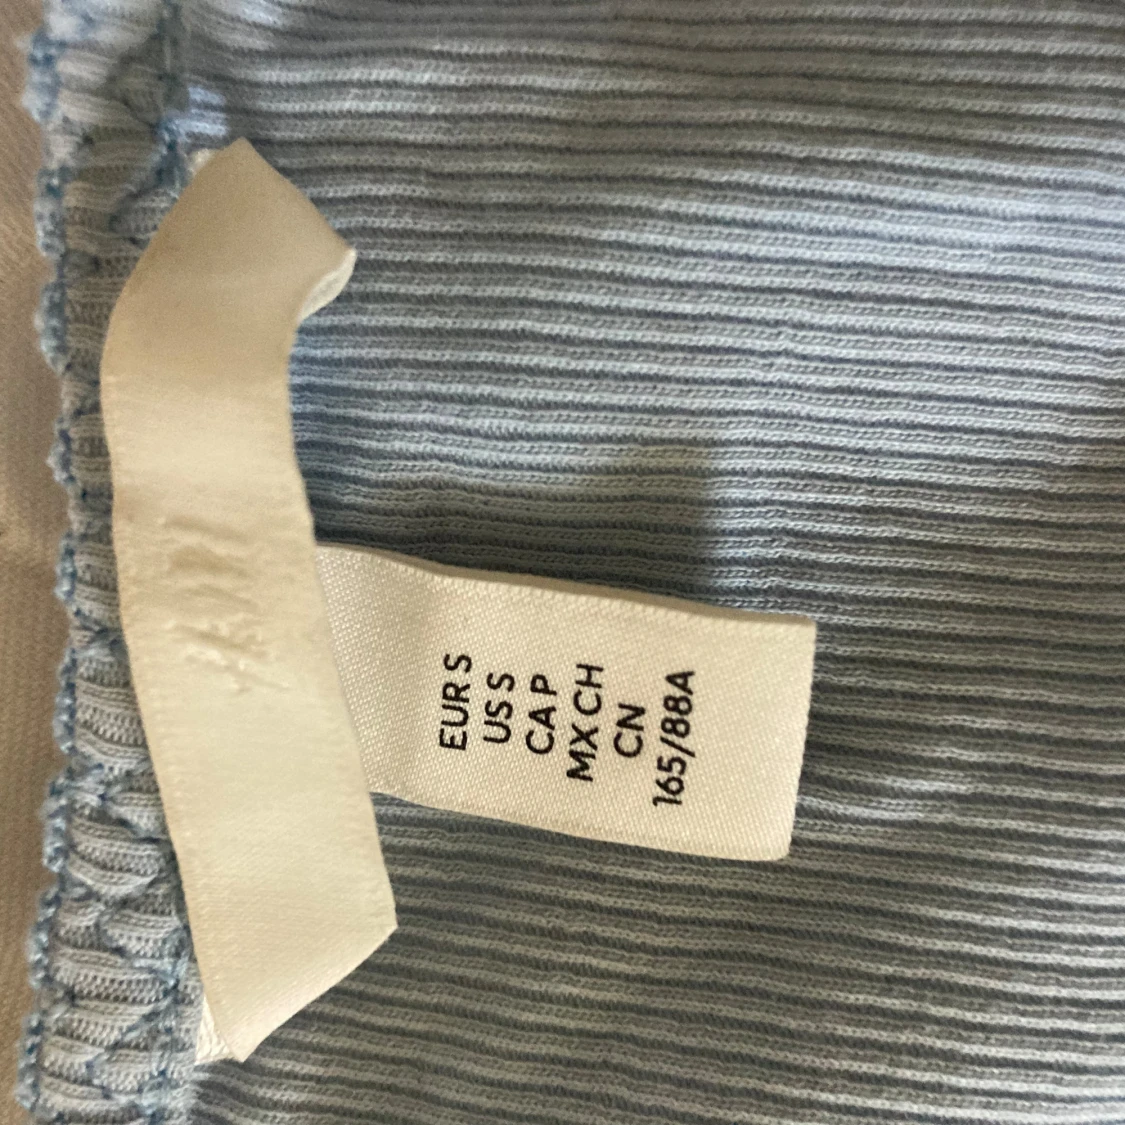 H&M
EUR S
US S
CA P
MX CH
CN
165/88A